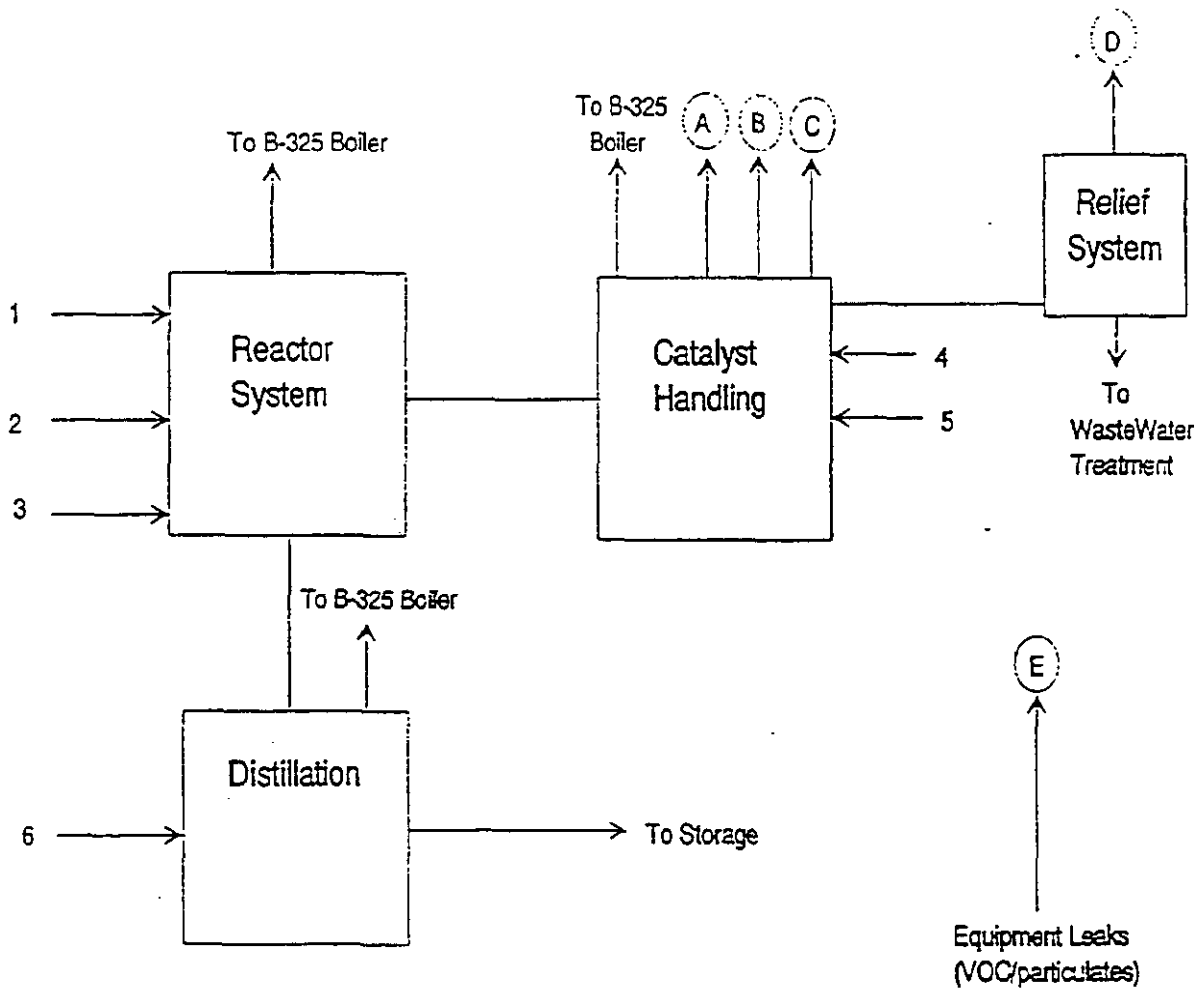 D
To B-325
Boiler
A
B
C
To B-325 Boiler
Relief
System
1
Reactor
System
Catalyst
Handling
4
2
5
To
WasteWater
Treatment
3
To B-325 Boiler
E
Distillation
6
To Storage
Equipment Leaks
(VOC/particulates)